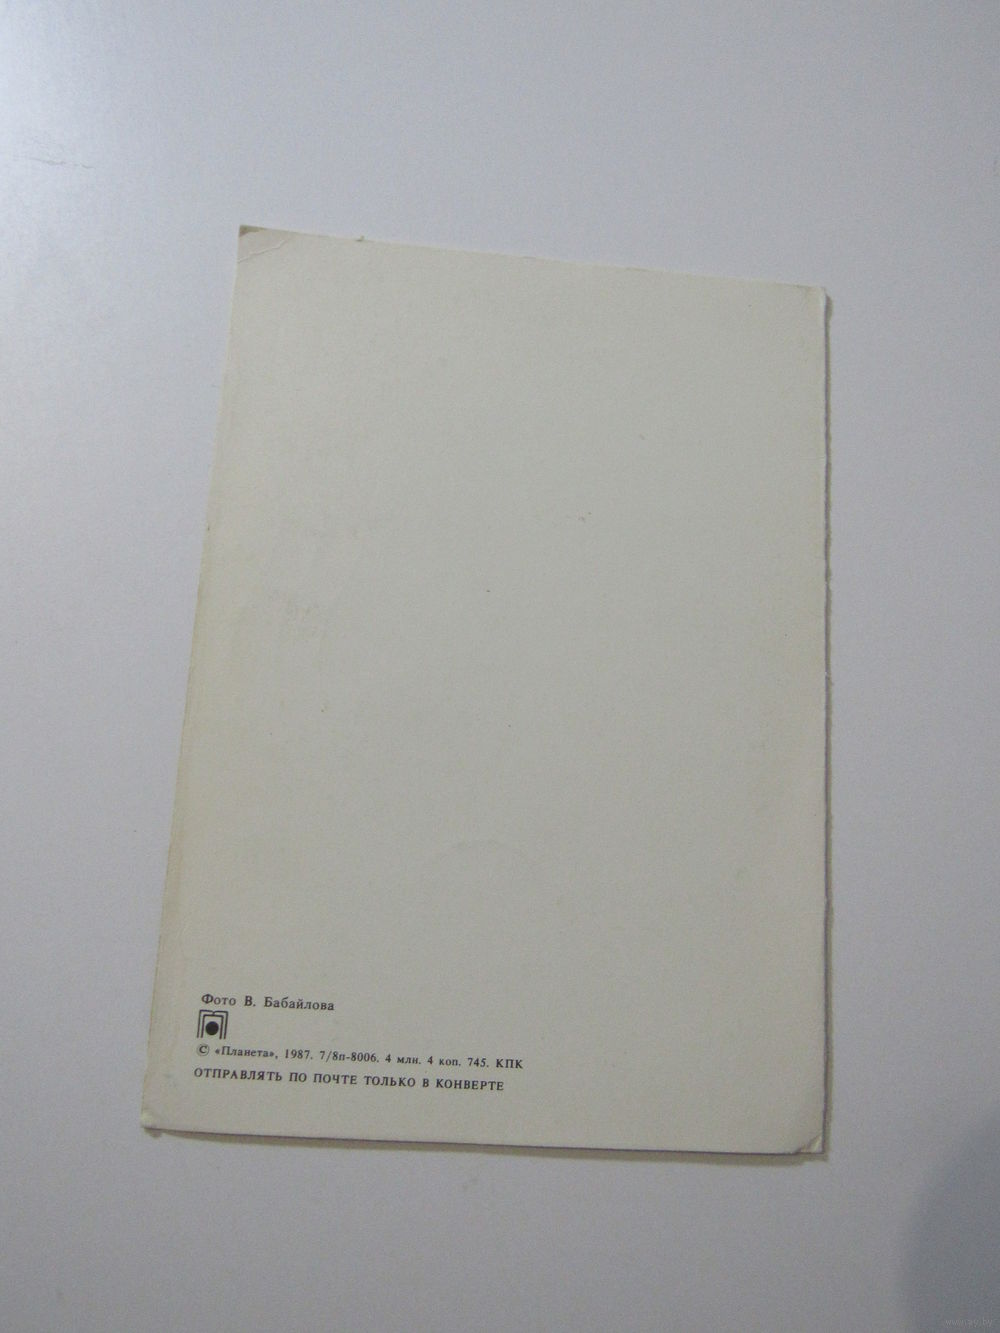 Фото В. Бабайлова
© «Планета», 1987. 7/8п-8006. 4 млн. 4 коп. 745. КПК
ОТПРАВЛЯТЬ ПО ПОЧТЕ ТОЛЬКО В КОНВЕРТЕ